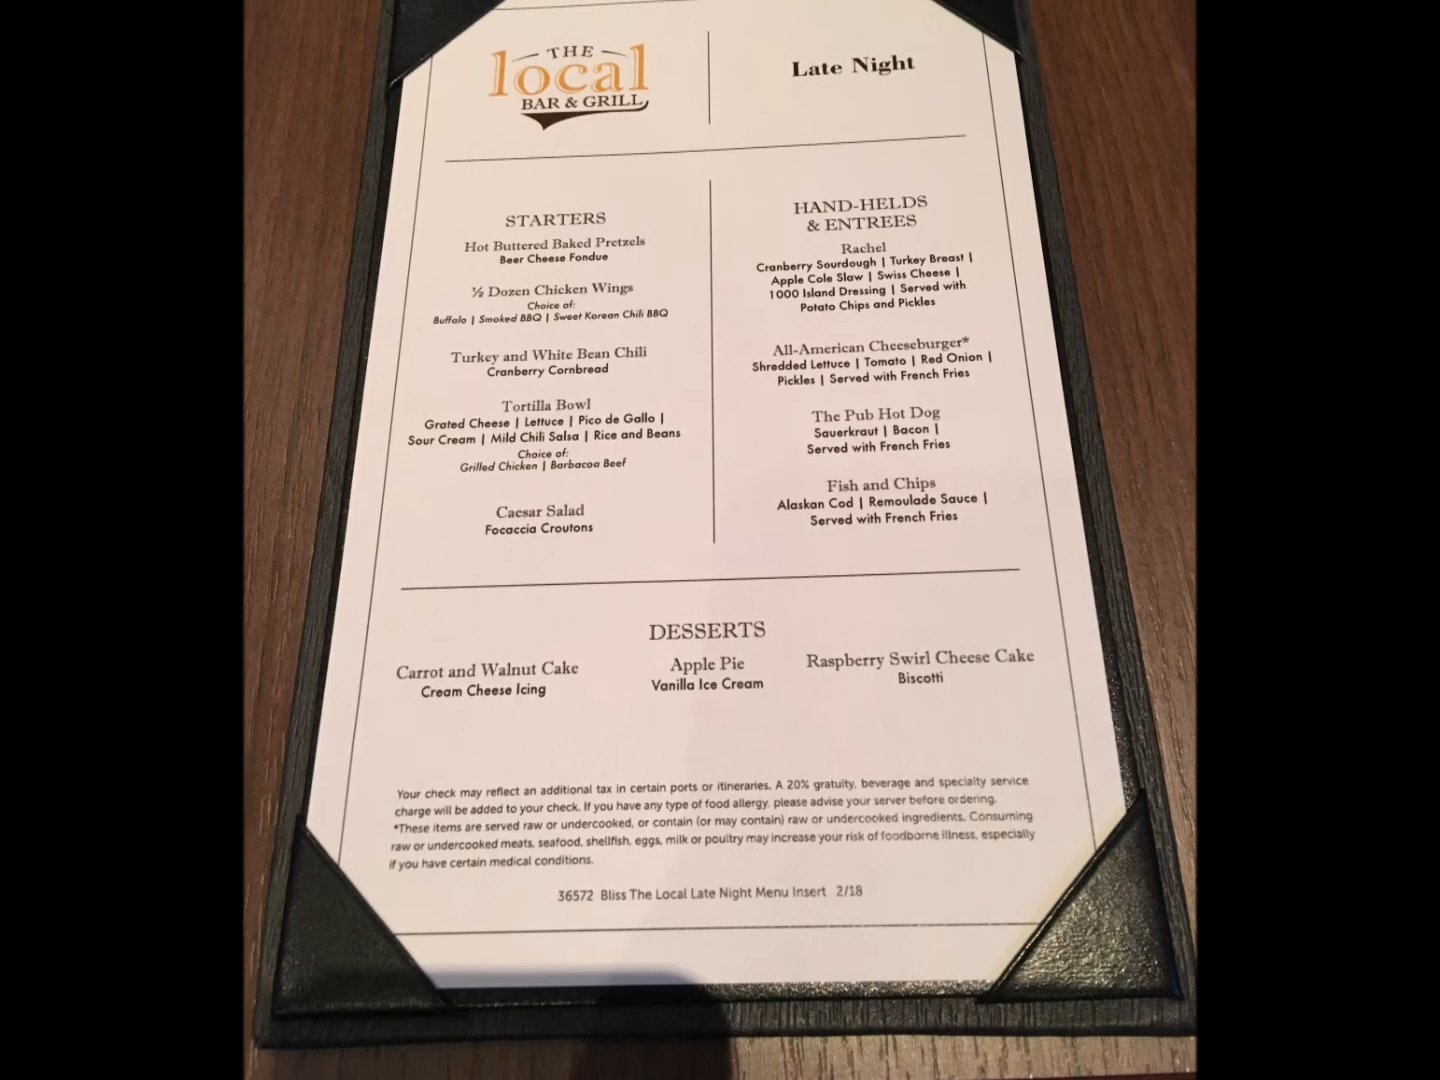 THE
local
BAR & GRILL
Late Night
STARTERS
Hot Buttered Baked Pretzels
Beer Cheese Fondue
½ Dozen Chicken Wings
Choice of:
Buffalo | Smoked BBQ | Sweet Korean Chili BBQ
Turkey and White Bean Chili
Cranberry Cornbread
Tortilla Bowl
Grated Cheese | Lettuce | Pico de Gallo |
Sour Cream | Mild Chili Salsa | Rice and Beans
Choice of:
Grilled Chicken | Barbacoa Beef
Caesar Salad
Focaccia Croutons
HAND-HELDS
& ENTREES
Rachel
Cranberry Sourdough | Turkey Breast |
Apple Cole Slaw | Swiss Cheese |
1000 Island Dressing | Served with
Potato Chips and Pickles
All-American Cheeseburger*
Shredded Lettuce | Tomato | Red Onion |
Pickles | Served with French Fries
The Pub Hot Dog
Sauerkraut | Bacon |
Served with French Fries
Fish and Chips
Alaskan Cod | Remoulade Sauce |
Served with French Fries
DESSERTS
Carrot and Walnut Cake
Cream Cheese Icing
Apple Pie
Vanilla Ice Cream
Raspberry Swirl Cheese Cake
Biscotti
Your check may reflect an additional tax in certain ports or itineraries. A 20% gratuity, beverage and specialty service
charge will be added to your check. If you have any type of food allergy, please advise your server before ordering.
*These items are served raw or undercooked, or contain (or may contain) raw or undercooked ingredients. Consuming
raw or undercooked meats, seafood, shellfish, eggs, milk or poultry may increase your risk of foodborne illness, especially
if you have certain medical conditions.
36572 Bliss The Local Late Night Menu Insert 2/18